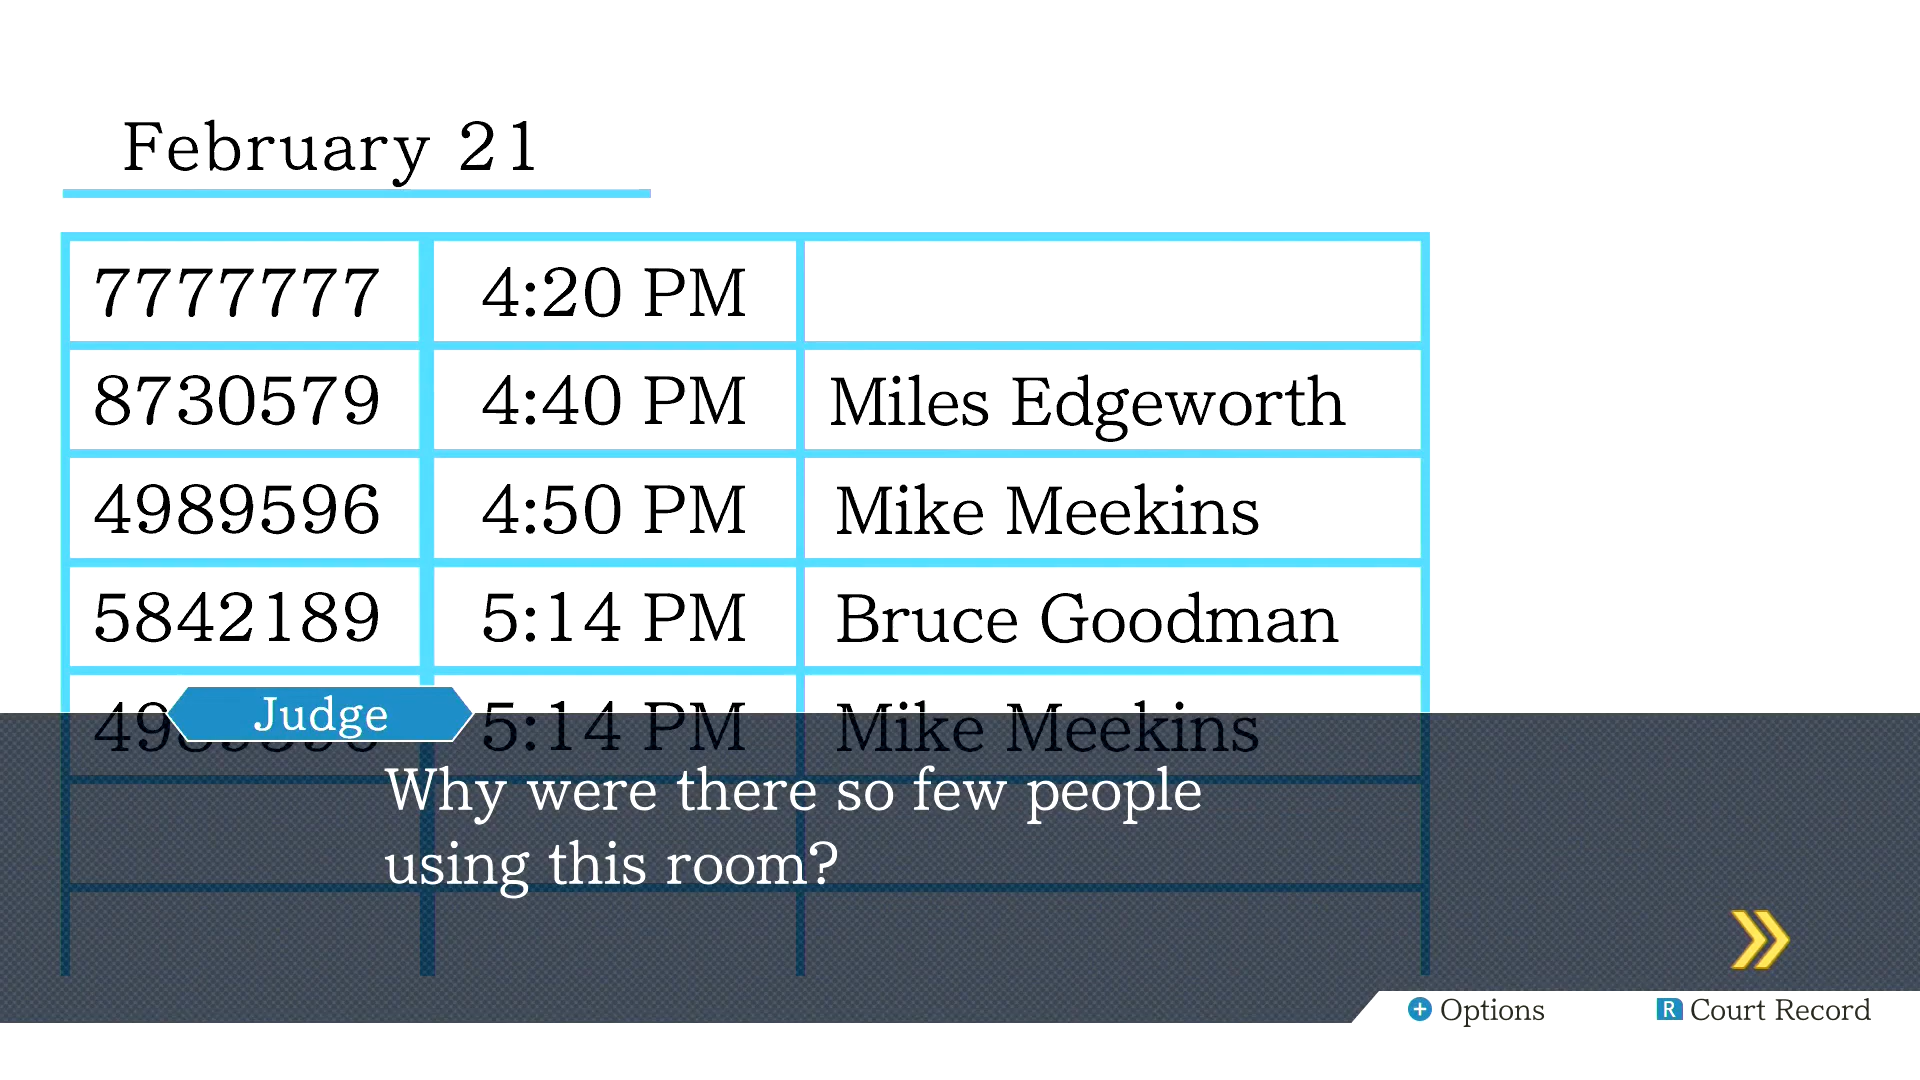 February 21
7777777 4:20 PM
8730579 4:40 PM Miles Edgeworth
4989596 4:50 PM Mike Meekins
5842189 5:14 PM Bruce Goodman
4989596 5:14 PM Mike Meekins
Judge
Why were there so few people
using this room?
+ Options R Court Record